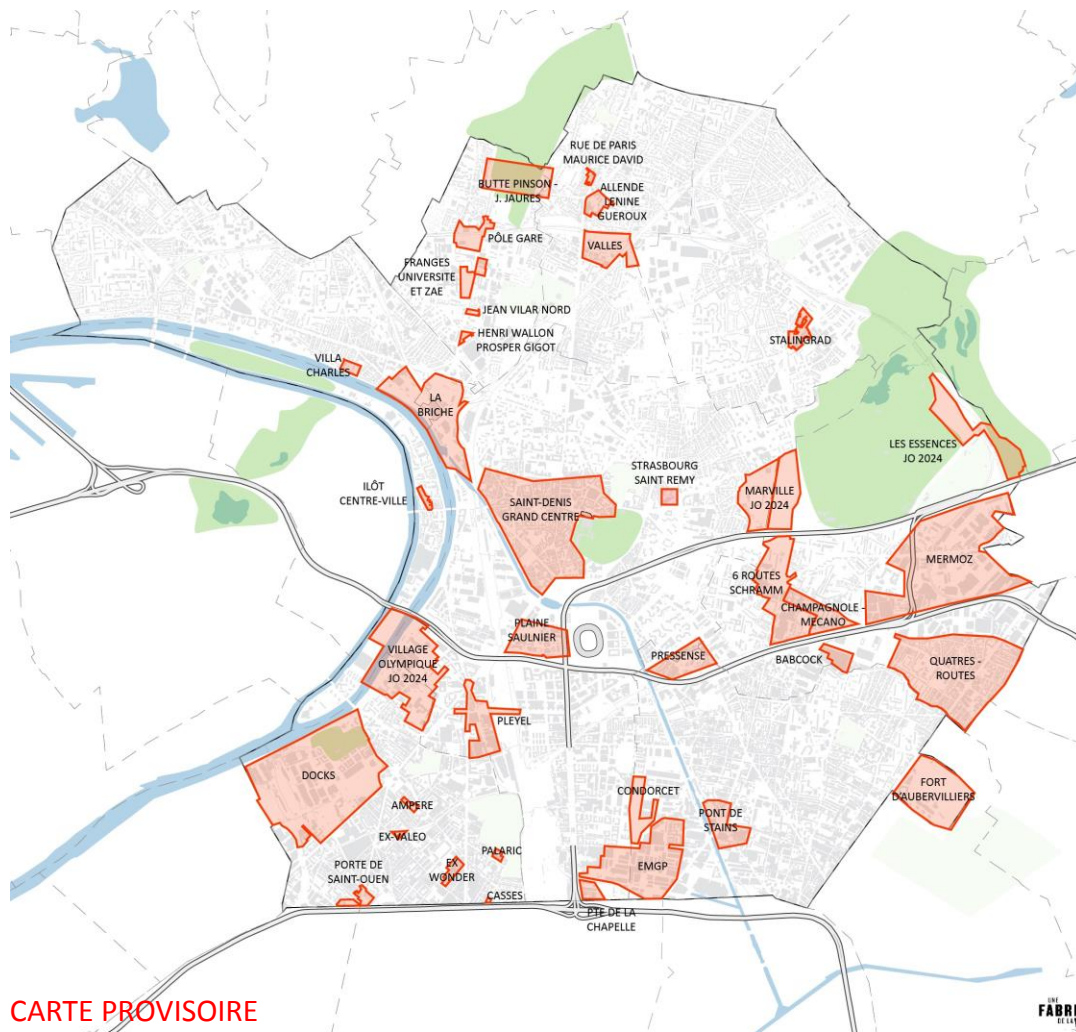 RUE DE PARIS
MAURICE DAVID
BUTTE PINSON -
J. JAURES
ALLENDE
LENINE
GUEROUX
PÔLE GARE
VALLES
FRANGES
UNIVERSITE
ET ZAE
JEAN VILAR NORD
HENRI WALLON
PROSPER GIGOT
STALINGRAD
VILLA
CHARLES
LA
BRICHE
LES ESSENCES
JO 2024
ILÔT
CENTRE-VILLE
SAINT-DENIS
GRAND CENTRE
STRASBOURG
SAINT REMY
MARVILLE
JO 2024
MERMOZ
6 ROUTES
SCHRAMM
CHAMPAGNOLE -
MECANO
PLAINE
SAULNIER
VILLAGE
OLYMPIQUE
JO 2024
PRESSENSE
BABCOCK
QUATRES -
ROUTES
PLEYEL
DOCKS
AMPERE
EX-VALEO
CONDORCET
PONT DE
STAINS
FORT
D'AUBERVILLIERS
PORTE DE
SAINT-OUEN
EX
WONDER
PALARIC
CASSES
EMGP
PTE DE LA
CHAPELLE
CARTE PROVISOIRE
UNE
FABRI
DE LA